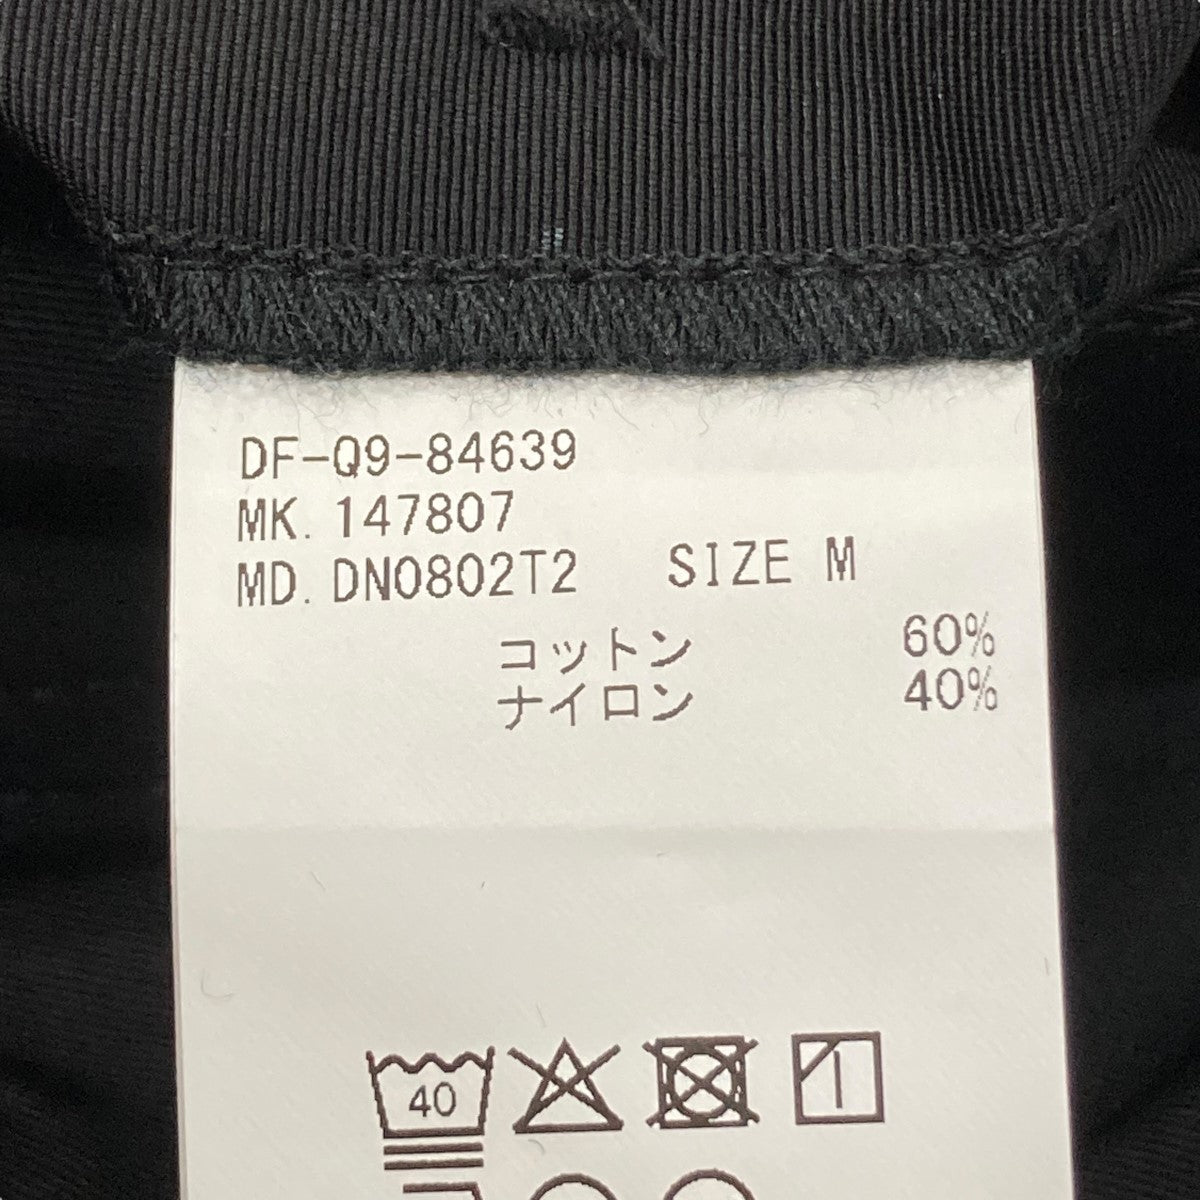 DF-Q9-84639
MK. 147807
MD. DN0802T2 SIZE M
コットン 60%
ナイロン 40%
40